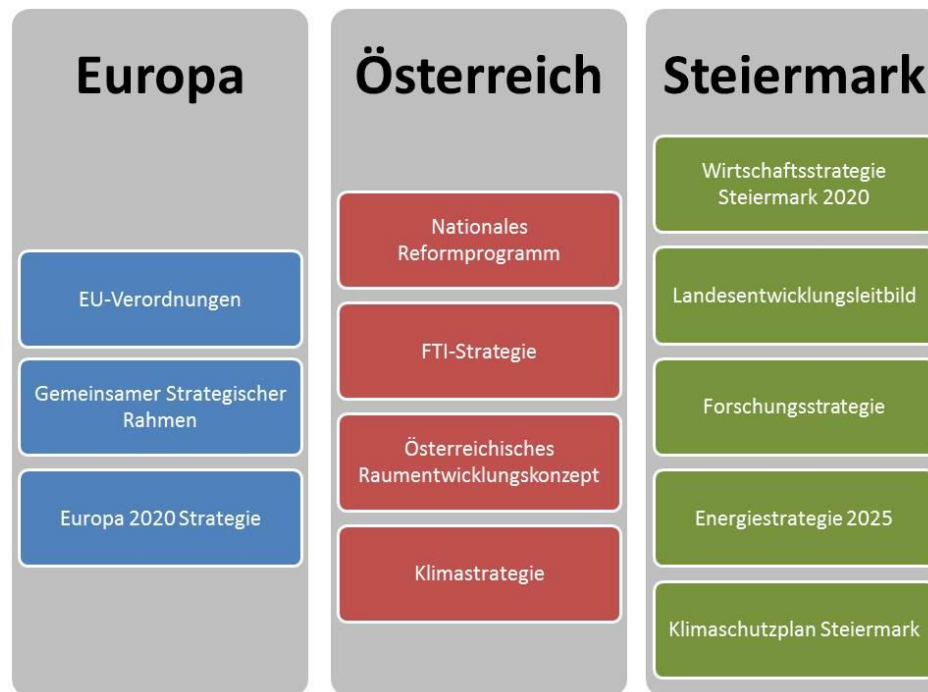 Europa
EU-Verordnungen
Gemeinsamer Strategischer
Rahmen
Europa 2020 Strategie
Österreich
Nationales
Reformprogramm
FTI-Strategie
Österreichisches
Raumentwicklungskonzept
Klimastrategie
Steiermark
Wirtschaftsstrategie
Steiermark 2020
Landesentwicklungsleitbild
Forschungsstrategie
Energiestrategie 2025
Klimaschutzplan Steiermark